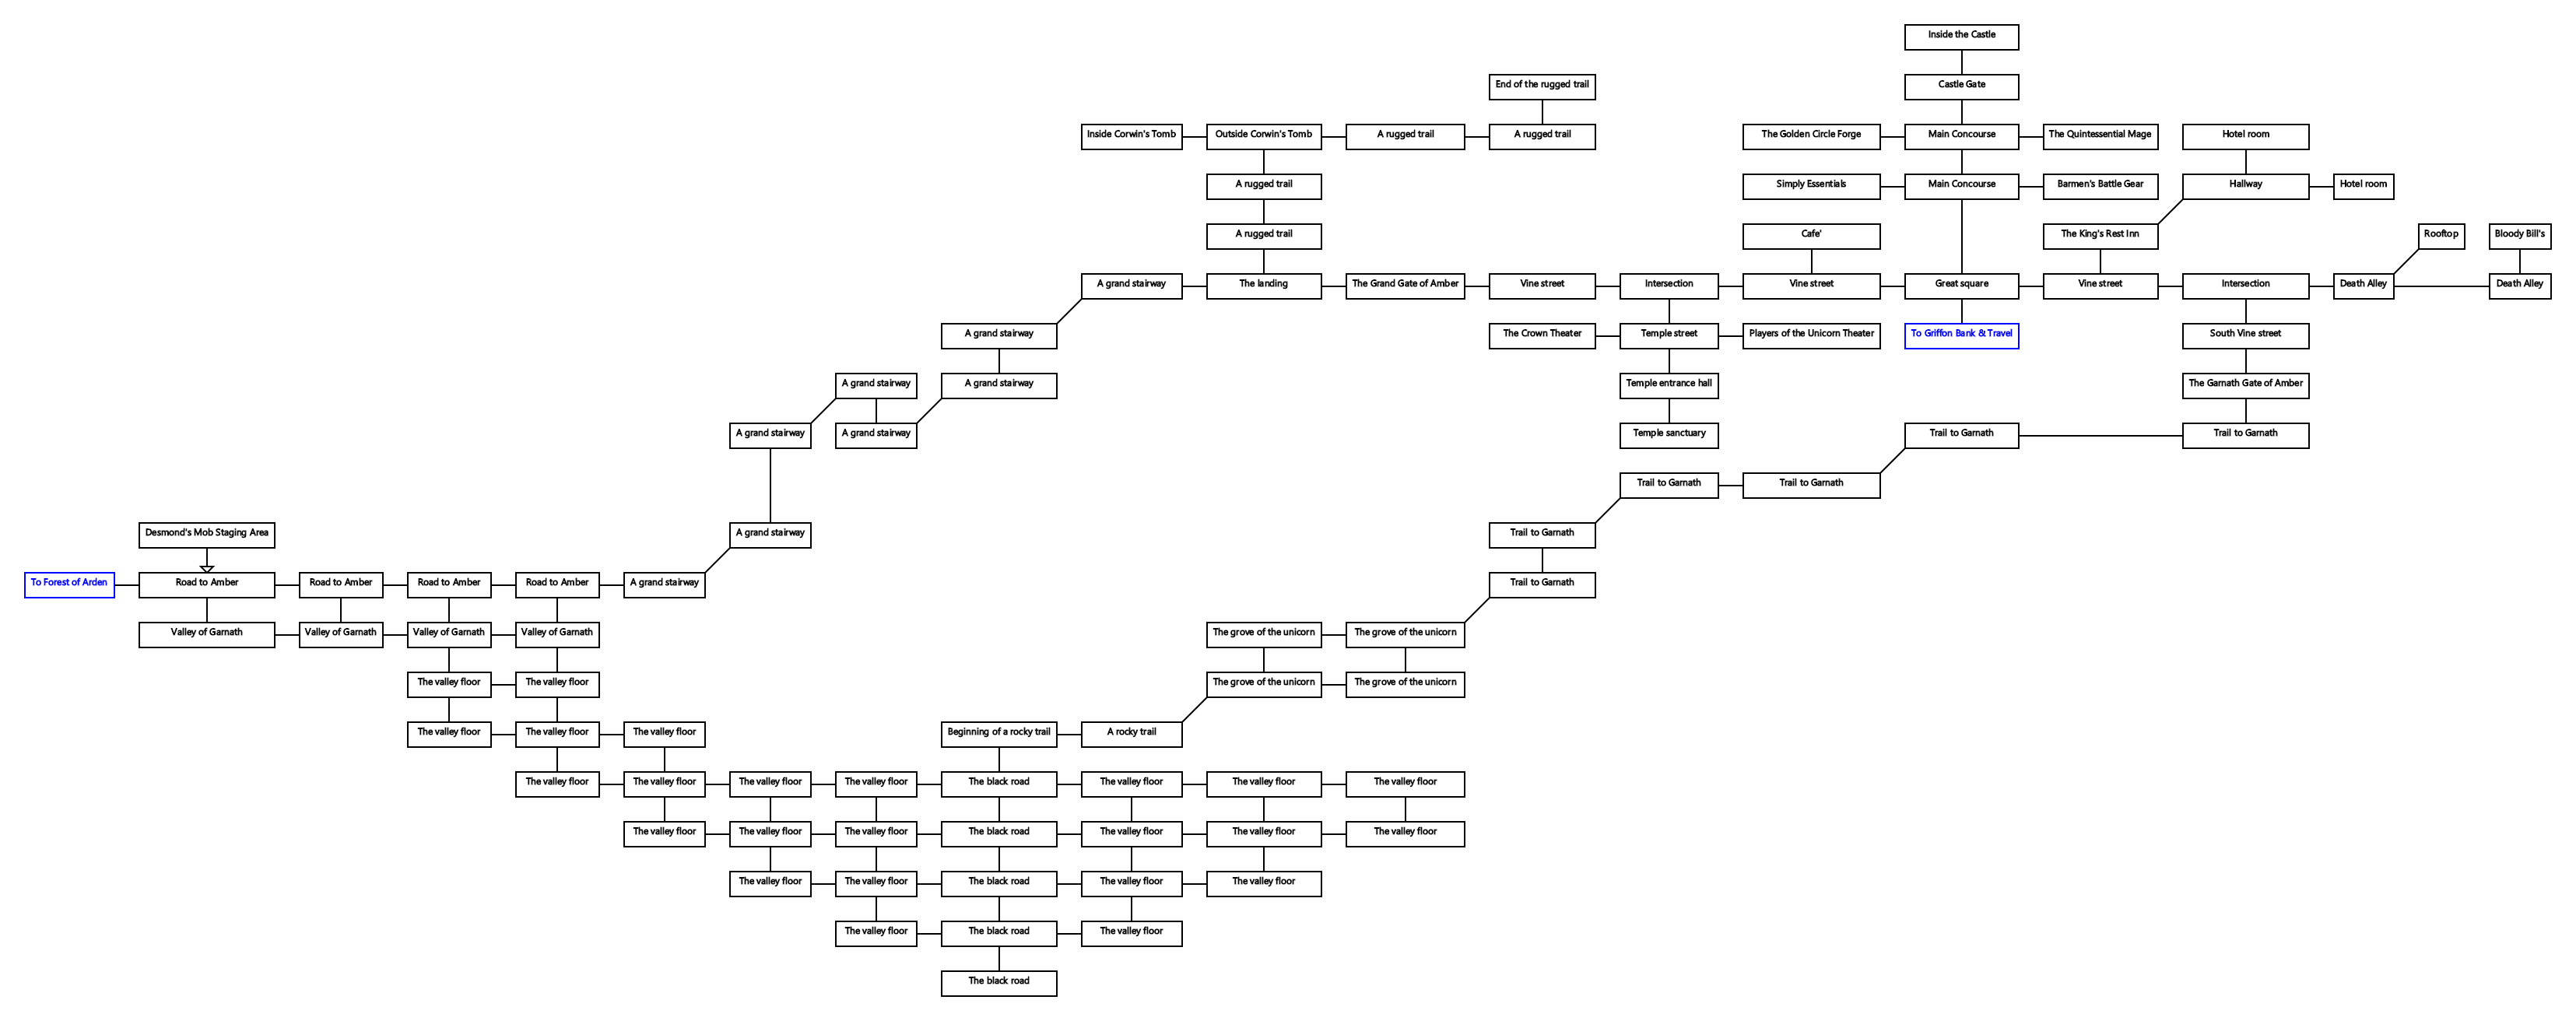 Inside the Castle
End of the rugged trail
Castle Gate
Inside Corwin's Tomb
Outside Corwin's Tomb
A rugged trail
A rugged trail
The Golden Circle Forge
Main Concourse
The Quintessential Mage
Hotel room
A rugged trail
Simply Essentials
Main Concourse
Barmen's Battle Gear
Hallway
Hotel room
A rugged trail
Cafe'
The King's Rest Inn
Rooftop
Bloody Bill's
A grand stairway
The landing
The Grand Gate of Amber
Vine street
Intersection
Vine street
Great square
Vine street
Intersection
Death Alley
Death Alley
A grand stairway
The Crown Theater
Temple street
Players of the Unicorn Theater
To Griffon Bank & Travel
South Vine street
A grand stairway
A grand stairway
Temple entrance hall
The Garnath Gate of Amber
A grand stairway
A grand stairway
Temple sanctuary
Trail to Garnath
Trail to Garnath
Trail to Garnath
Trail to Garnath
Desmond's Mob Staging Area
A grand stairway
Trail to Garnath
To Forest of Arden
Road to Amber
Road to Amber
Road to Amber
Road to Amber
A grand stairway
Trail to Garnath
Valley of Garnath
Valley of Garnath
Valley of Garnath
Valley of Garnath
The grove of the unicorn
The grove of the unicorn
The valley floor
The valley floor
The grove of the unicorn
The grove of the unicorn
The valley floor
The valley floor
The valley floor
Beginning of a rocky trail
A rocky trail
The valley floor
The valley floor
The valley floor
The valley floor
The black road
The valley floor
The valley floor
The valley floor
The valley floor
The valley floor
The valley floor
The black road
The valley floor
The valley floor
The valley floor
The valley floor
The valley floor
The black road
The valley floor
The valley floor
The valley floor
The black road
The valley floor
The black road